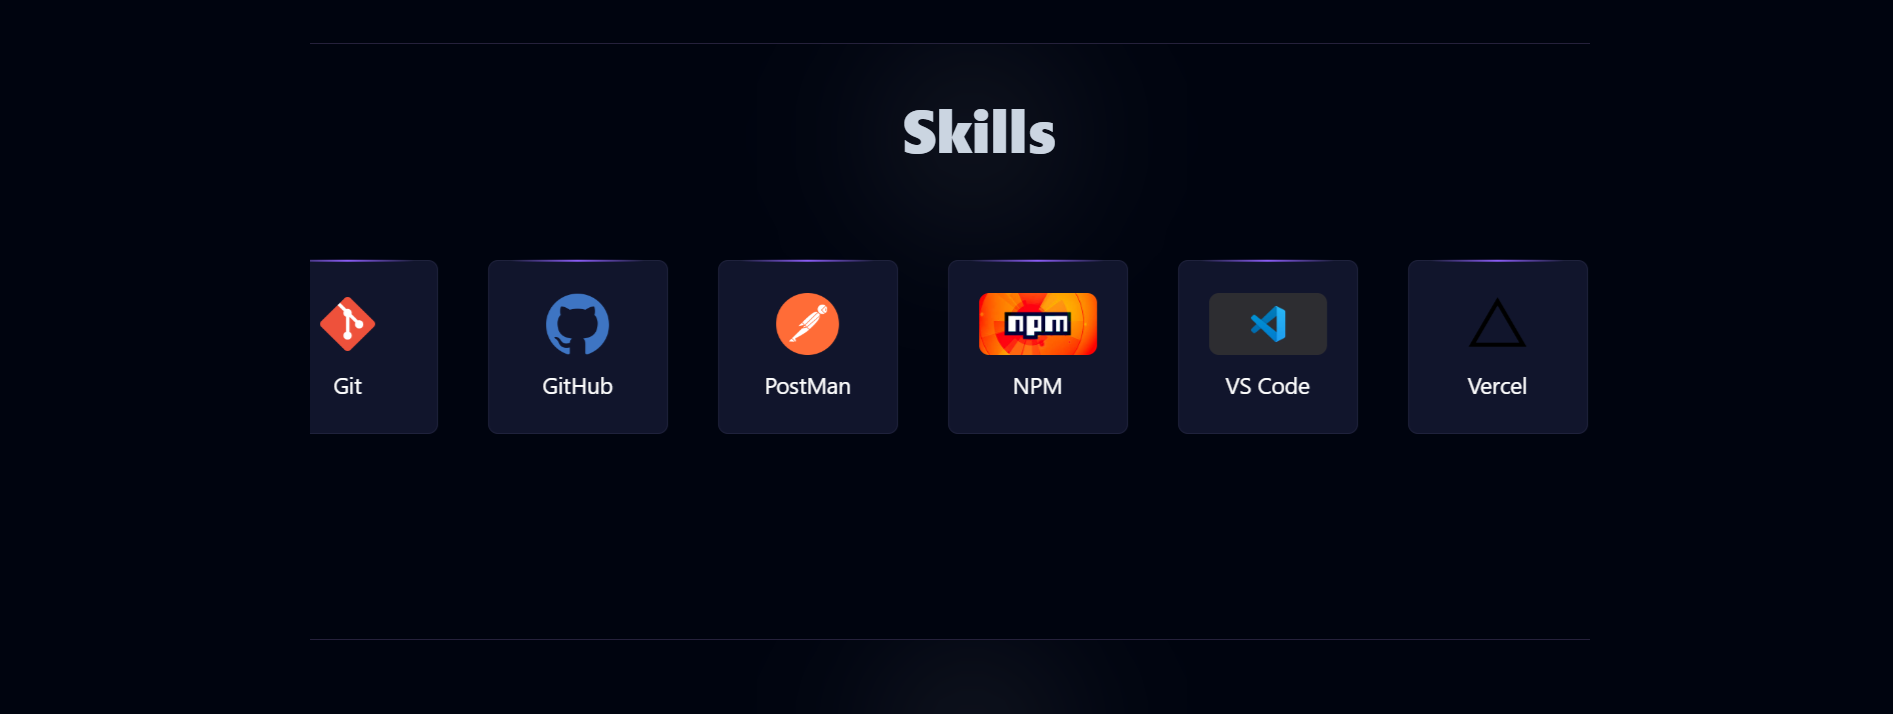 Skills
npm
Git
GitHub
PostMan
NPM
VS Code
Vercel